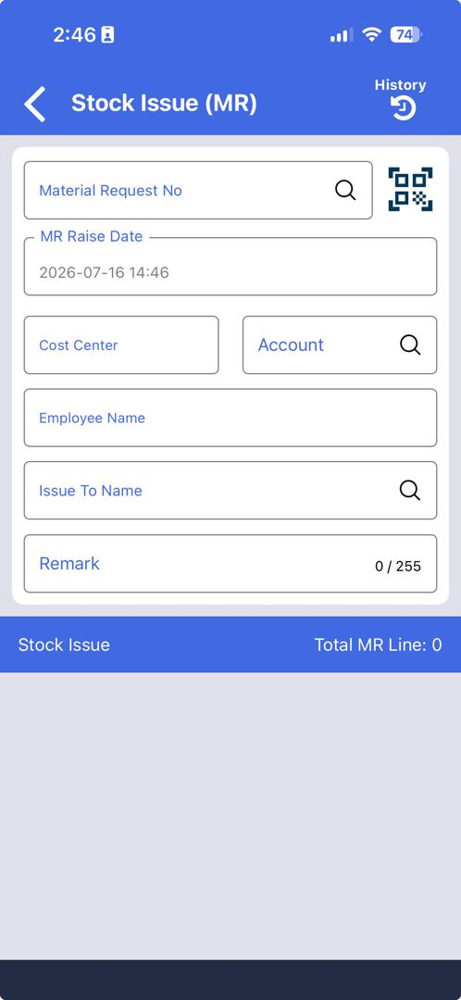 2:46
74
History
Stock Issue (MR)
Material Request No
MR Raise Date
2026-07-16 14:46
Cost Center
Account
Employee Name
Issue To Name
Remark
0 / 255
Stock Issue
Total MR Line: 0